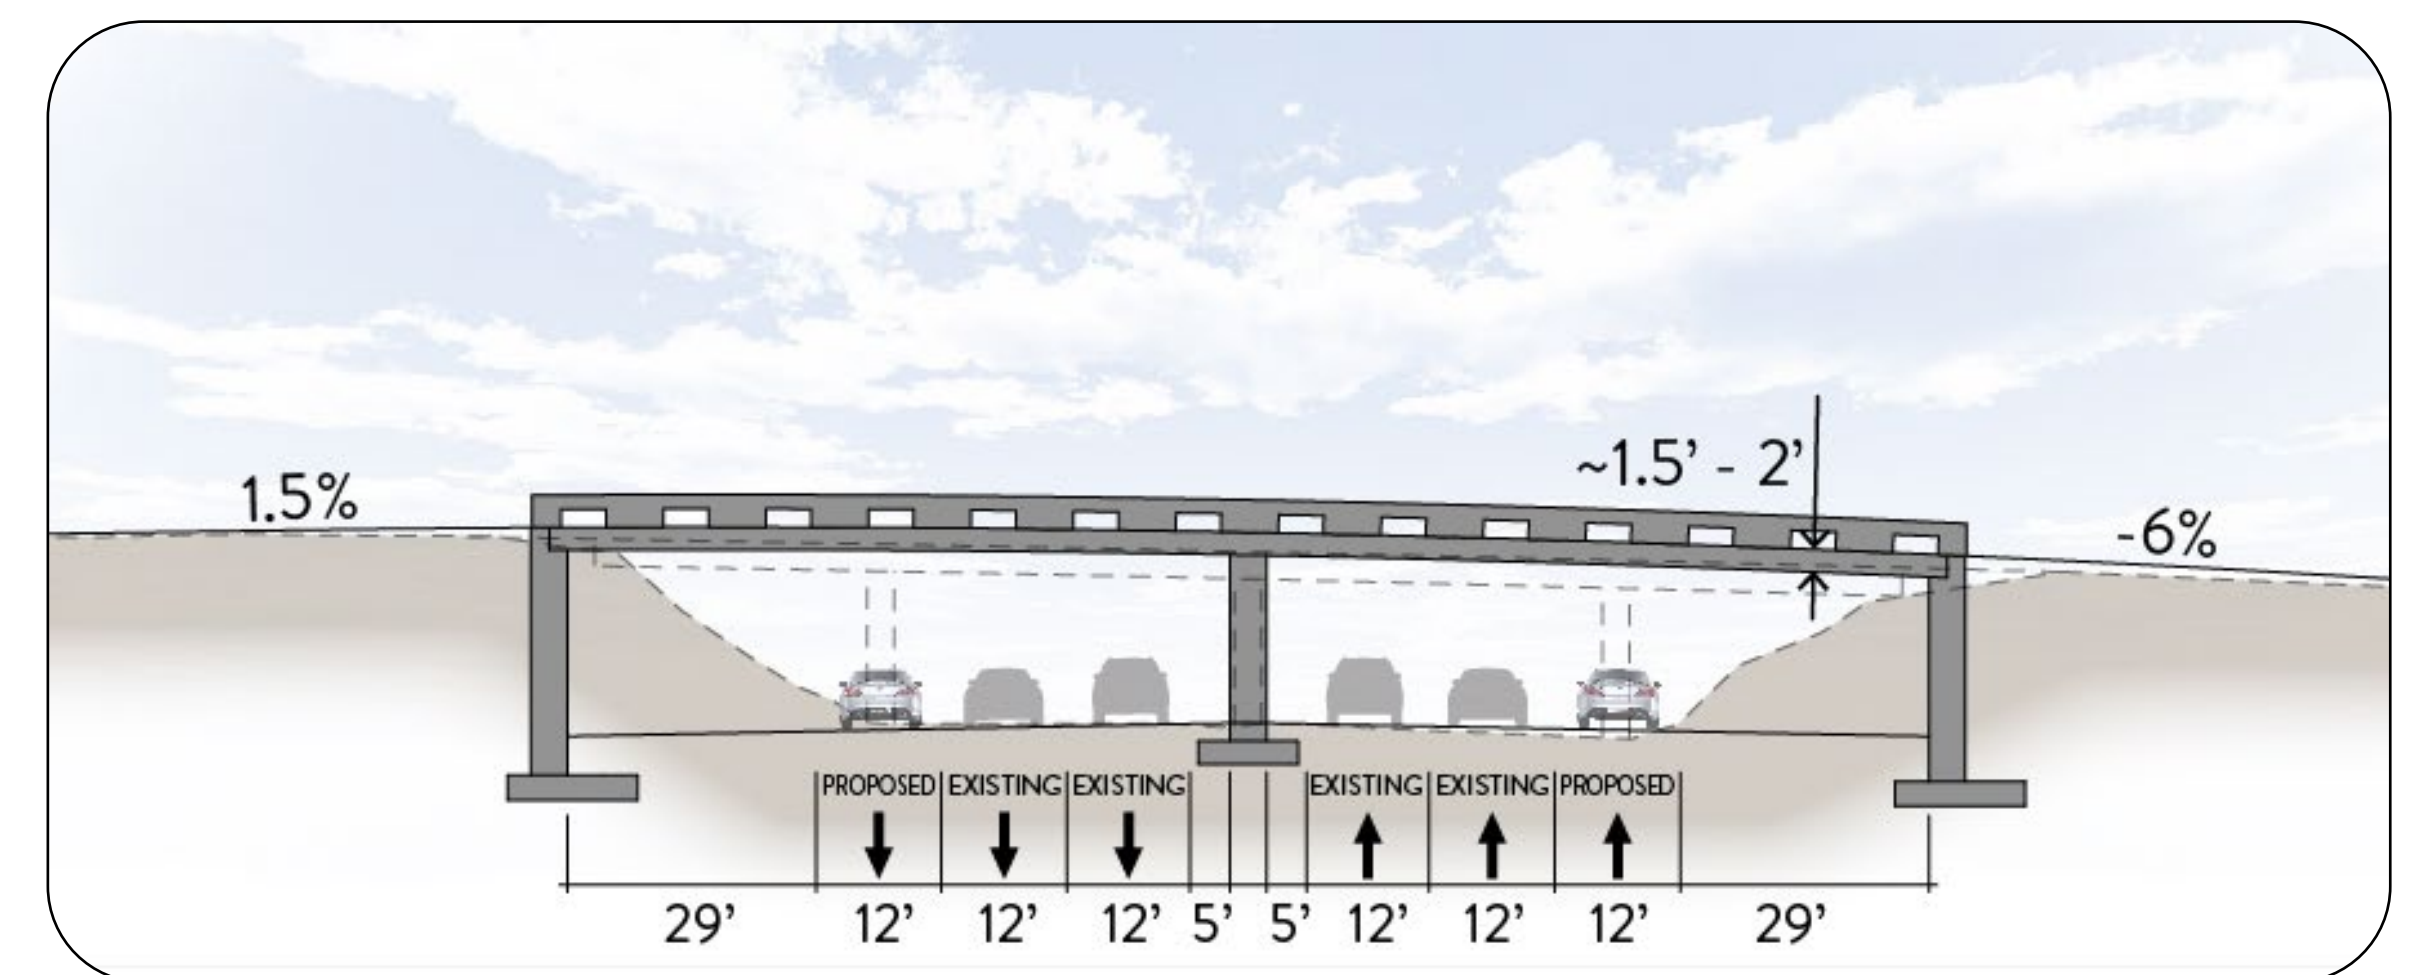 ~1.5’ - 2’
1.5%
-6%
PROPOSED EXISTING EXISTING EXISTING EXISTING PROPOSED
29’ 12’ 12’ 12’ 5’ 5’ 12’ 12’ 12’ 29’